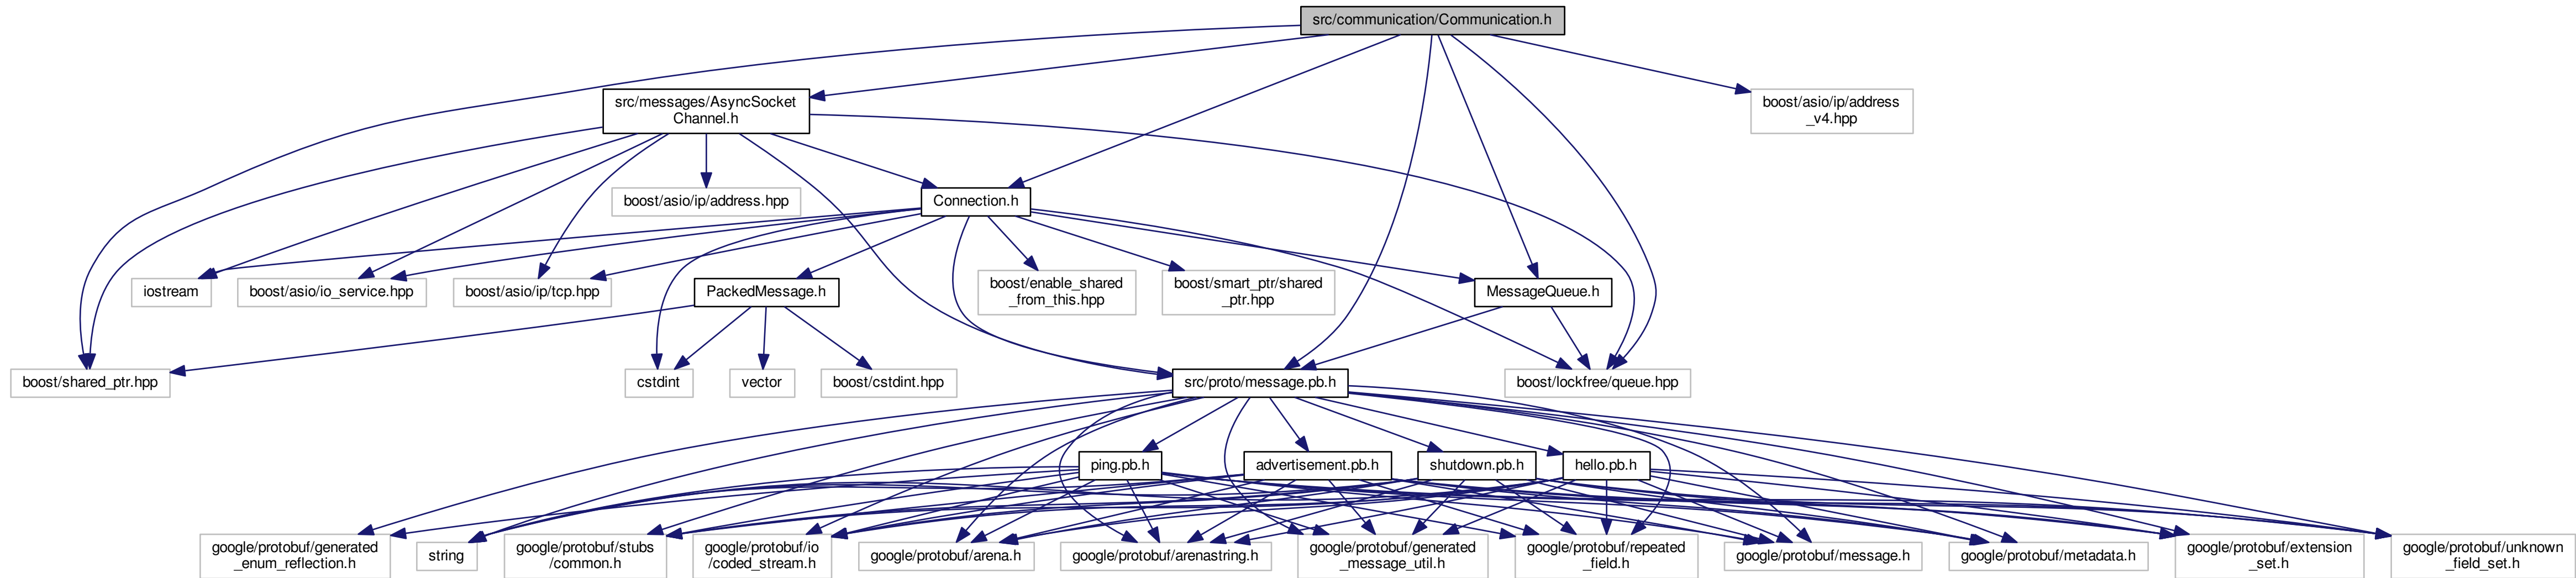 src/communication/Communication.h
src/messages/AsyncSocket
Channel.h
boost/asio/ip/address
_v4.hpp
boost/asio/ip/address.hpp
Connection.h
iostream
boost/asio/io_service.hpp
boost/asio/ip/tcp.hpp
PackedMessage.h
boost/enable_shared
_from_this.hpp
boost/smart_ptr/shared
_ptr.hpp
MessageQueue.h
boost/shared_ptr.hpp
cstdint
vector
boost/cstdint.hpp
src/proto/message.pb.h
boost/lockfree/queue.hpp
ping.pb.h
advertisement.pb.h
shutdown.pb.h
hello.pb.h
google/protobuf/generated
_enum_reflection.h
string
google/protobuf/stubs
/common.h
google/protobuf/io
/coded_stream.h
google/protobuf/arena.h
google/protobuf/arenastring.h
google/protobuf/generated
_message_util.h
google/protobuf/repeated
_field.h
google/protobuf/message.h
google/protobuf/metadata.h
google/protobuf/extension
_set.h
google/protobuf/unknown
_field_set.h